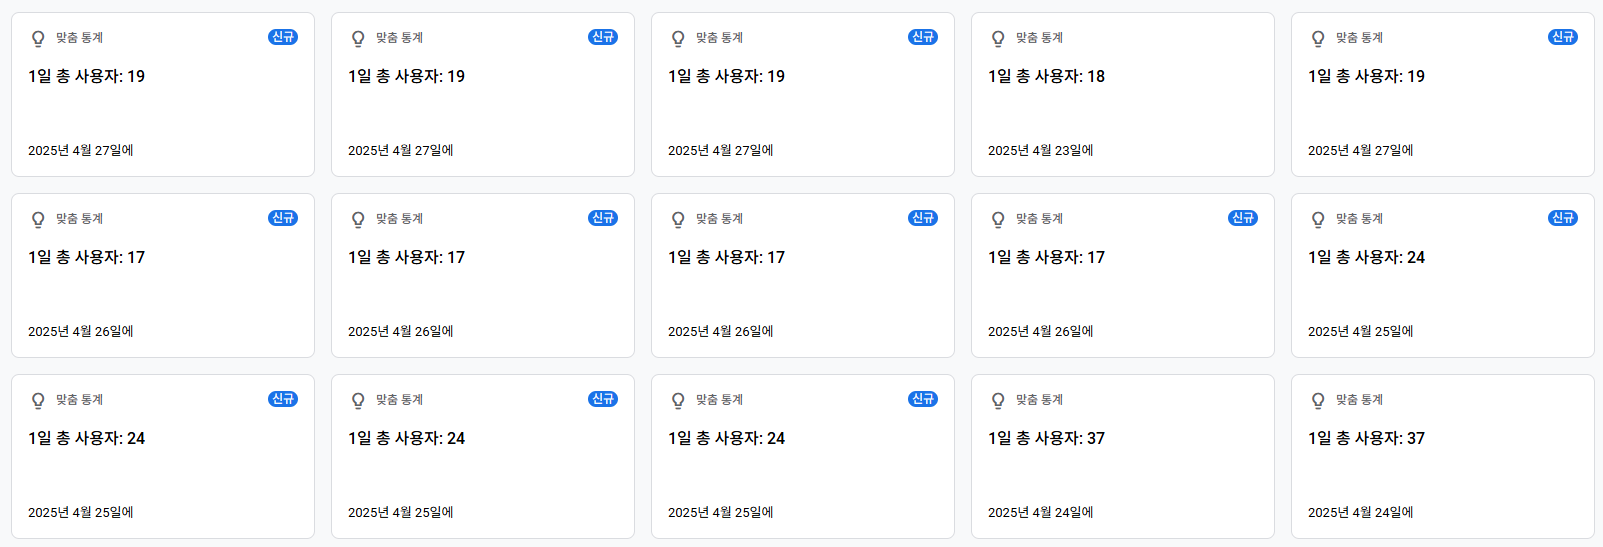 맞춤 통계 신규
1일 총 사용자: 19
2025년 4월 27일에
맞춤 통계 신규
1일 총 사용자: 19
2025년 4월 27일에
맞춤 통계 신규
1일 총 사용자: 19
2025년 4월 27일에
맞춤 통계
1일 총 사용자: 18
2025년 4월 23일에
맞춤 통계 신규
1일 총 사용자: 19
2025년 4월 27일에
맞춤 통계 신규
1일 총 사용자: 17
2025년 4월 26일에
맞춤 통계 신규
1일 총 사용자: 17
2025년 4월 26일에
맞춤 통계 신규
1일 총 사용자: 17
2025년 4월 26일에
맞춤 통계 신규
1일 총 사용자: 17
2025년 4월 26일에
맞춤 통계 신규
1일 총 사용자: 24
2025년 4월 25일에
맞춤 통계 신규
1일 총 사용자: 24
2025년 4월 25일에
맞춤 통계 신규
1일 총 사용자: 24
2025년 4월 25일에
맞춤 통계 신규
1일 총 사용자: 24
2025년 4월 25일에
맞춤 통계
1일 총 사용자: 37
2025년 4월 24일에
맞춤 통계
1일 총 사용자: 37
2025년 4월 24일에